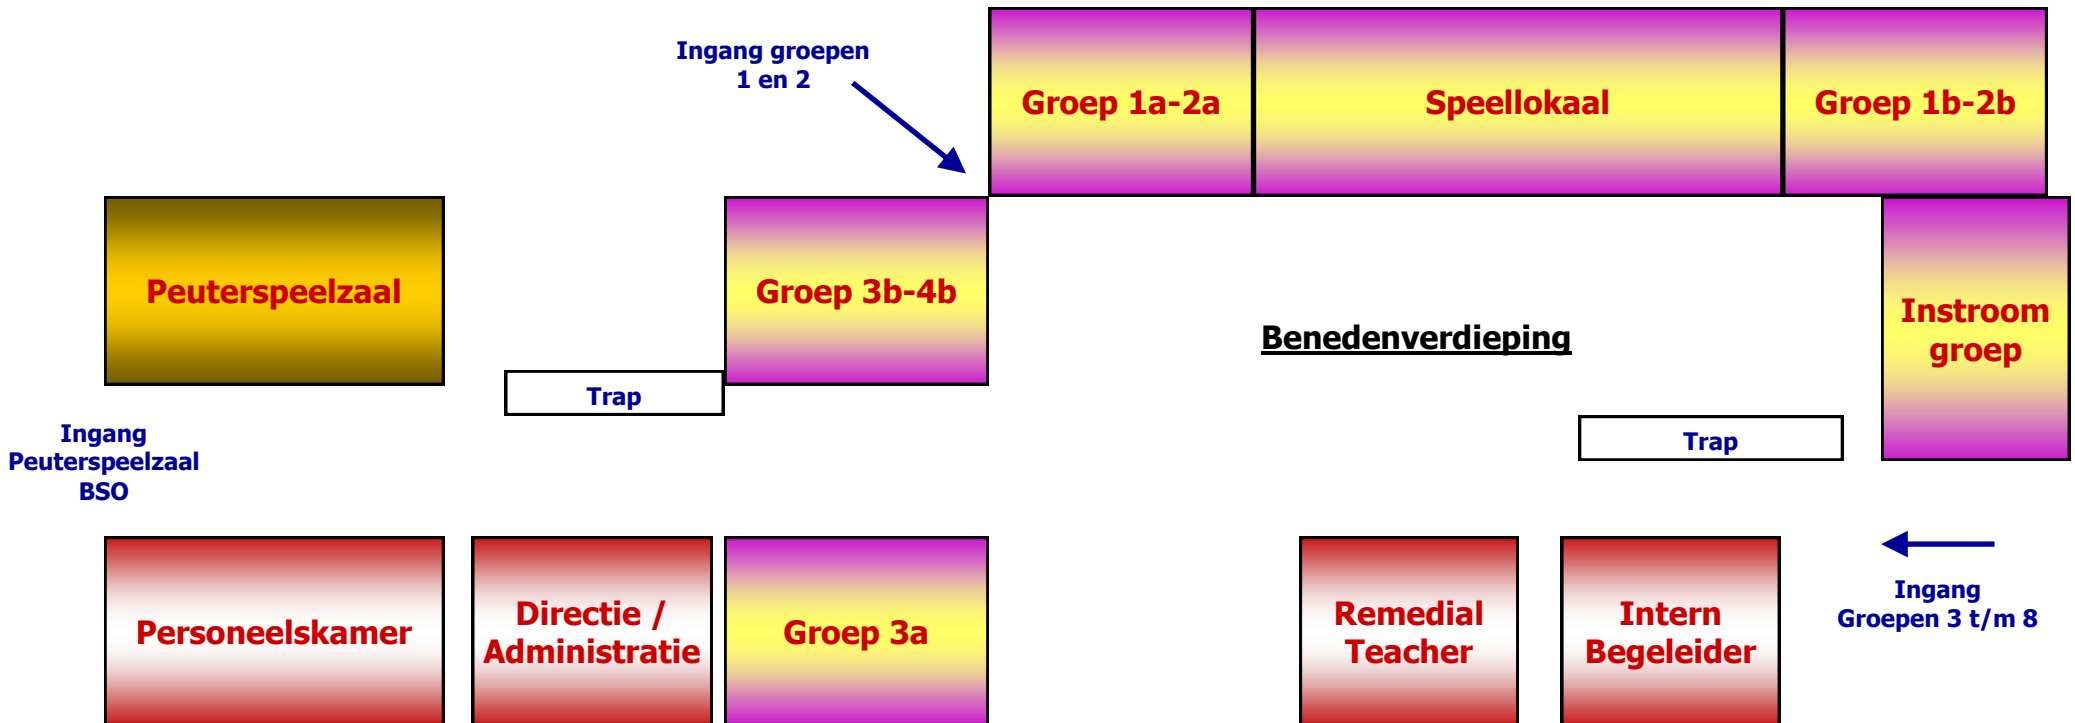 Ingang groepen
1 en 2
Groep 1a-2a
Speellokaal
Groep 1b-2b
Peuterspeelzaal
Groep 3b-4b
Benedenverdieping
Instroom
groep
Trap
Trap
Ingang
Peuterspeelzaal
BSO
Personeelskamer
Directie /
Administratie
Groep 3a
Remedial
Teacher
Intern
Begeleider
Ingang
Groepen 3 t/m 8